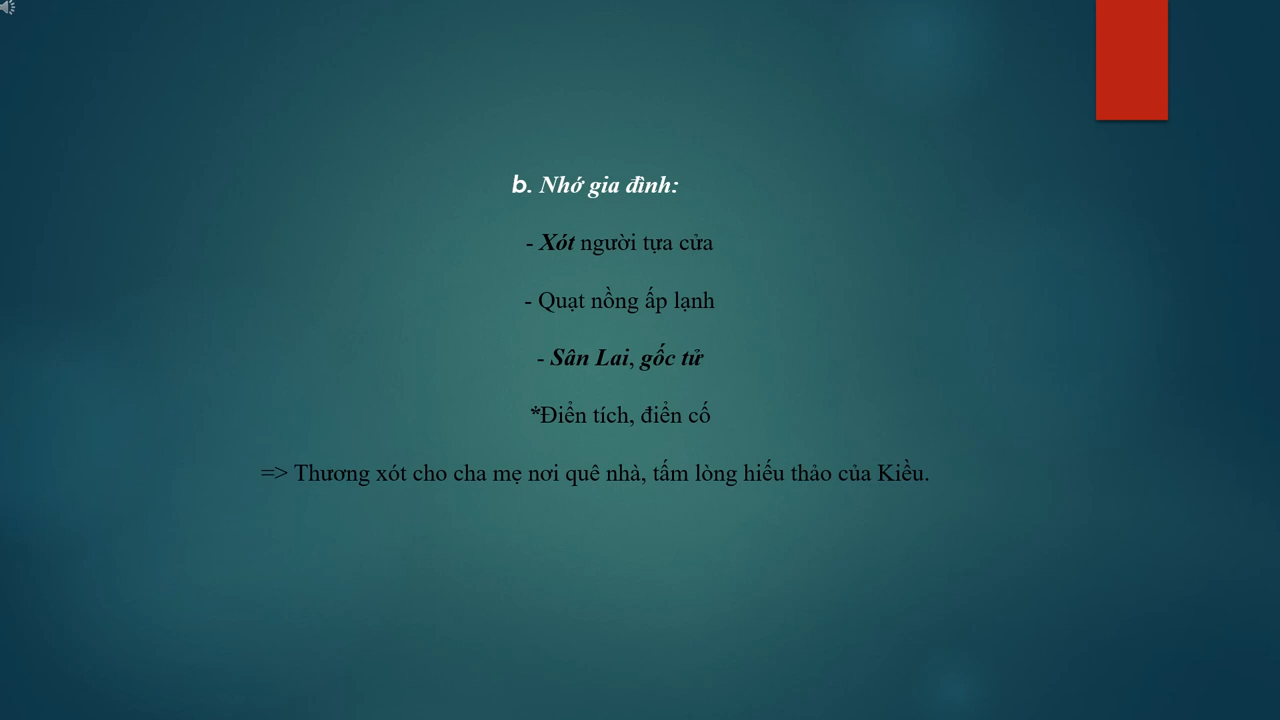 b. Nhớ gia đình:
- Xót người tựa cửa
- Quạt nồng ấp lạnh
- Sân Lai, gốc tử
*Điển tích, điển cố
=> Thương xót cho cha mẹ nơi quê nhà, tấm lòng hiếu thảo của Kiều.